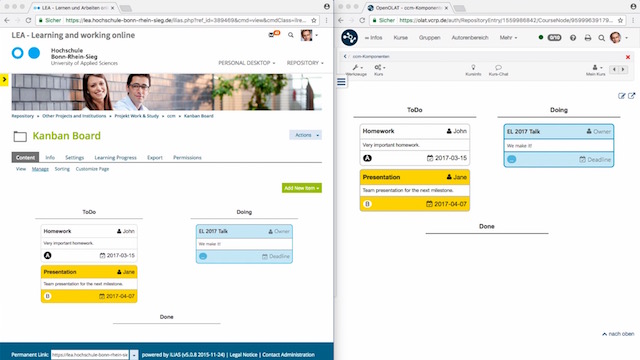 LEA - Lernen und Arbeiten on
Sicher
https://lea.hochschule-bonn-rhein-sieg.de/ilias.php?ref_id=389469&cmd=view&cmdClass=
LEA - Learning and working online
Hochschule
Bonn-Rhein-Sieg
University of Applied Sciences
PERSONAL DESKTOP
REPOSITORY
Repository » Other Projects and Institutions » Projekt Work & Study » ccm » Kanban Board
Kanban Board
Actions
Content
Info
Settings
Learning Progress
Export
Permissions
View
Manage
Sorting
Customize Page
Add New Item
ToDo
Doing
Homework
John
Very important homework.
A
2017-03-15
Presentation
Jane
Team presentation for the next milestone.
B
2017-04-07
EL 2017 Talk
Owner
We make it!
Deadline
Done
Permanent Link:
https://lea.hochschule-bonn-rhein-sie
powered by ILIAS (v5.0.8 2015-11-24) | Legal Notice | Contact Administration
OpenOLAT - ccm-Komponenten
Sicher
https://olat.vcrp.de/auth/RepositoryEntry/1559986642/CourseNode/
Infos
Kurse
Gruppen
Autorenbereich
Mehr
0/10
ccm-Komponenten
Werkzeuge
Kurs
Kursinfo
Kurs-Chat
Mein Kurs
ToDo
Doing
Homework
John
Very important homework.
A
2017-03-15
Presentation
Jane
Team presentation for the next milestone.
B
2017-04-07
EL 2017 Talk
Owner
We make it!
Deadline
Done
nach oben